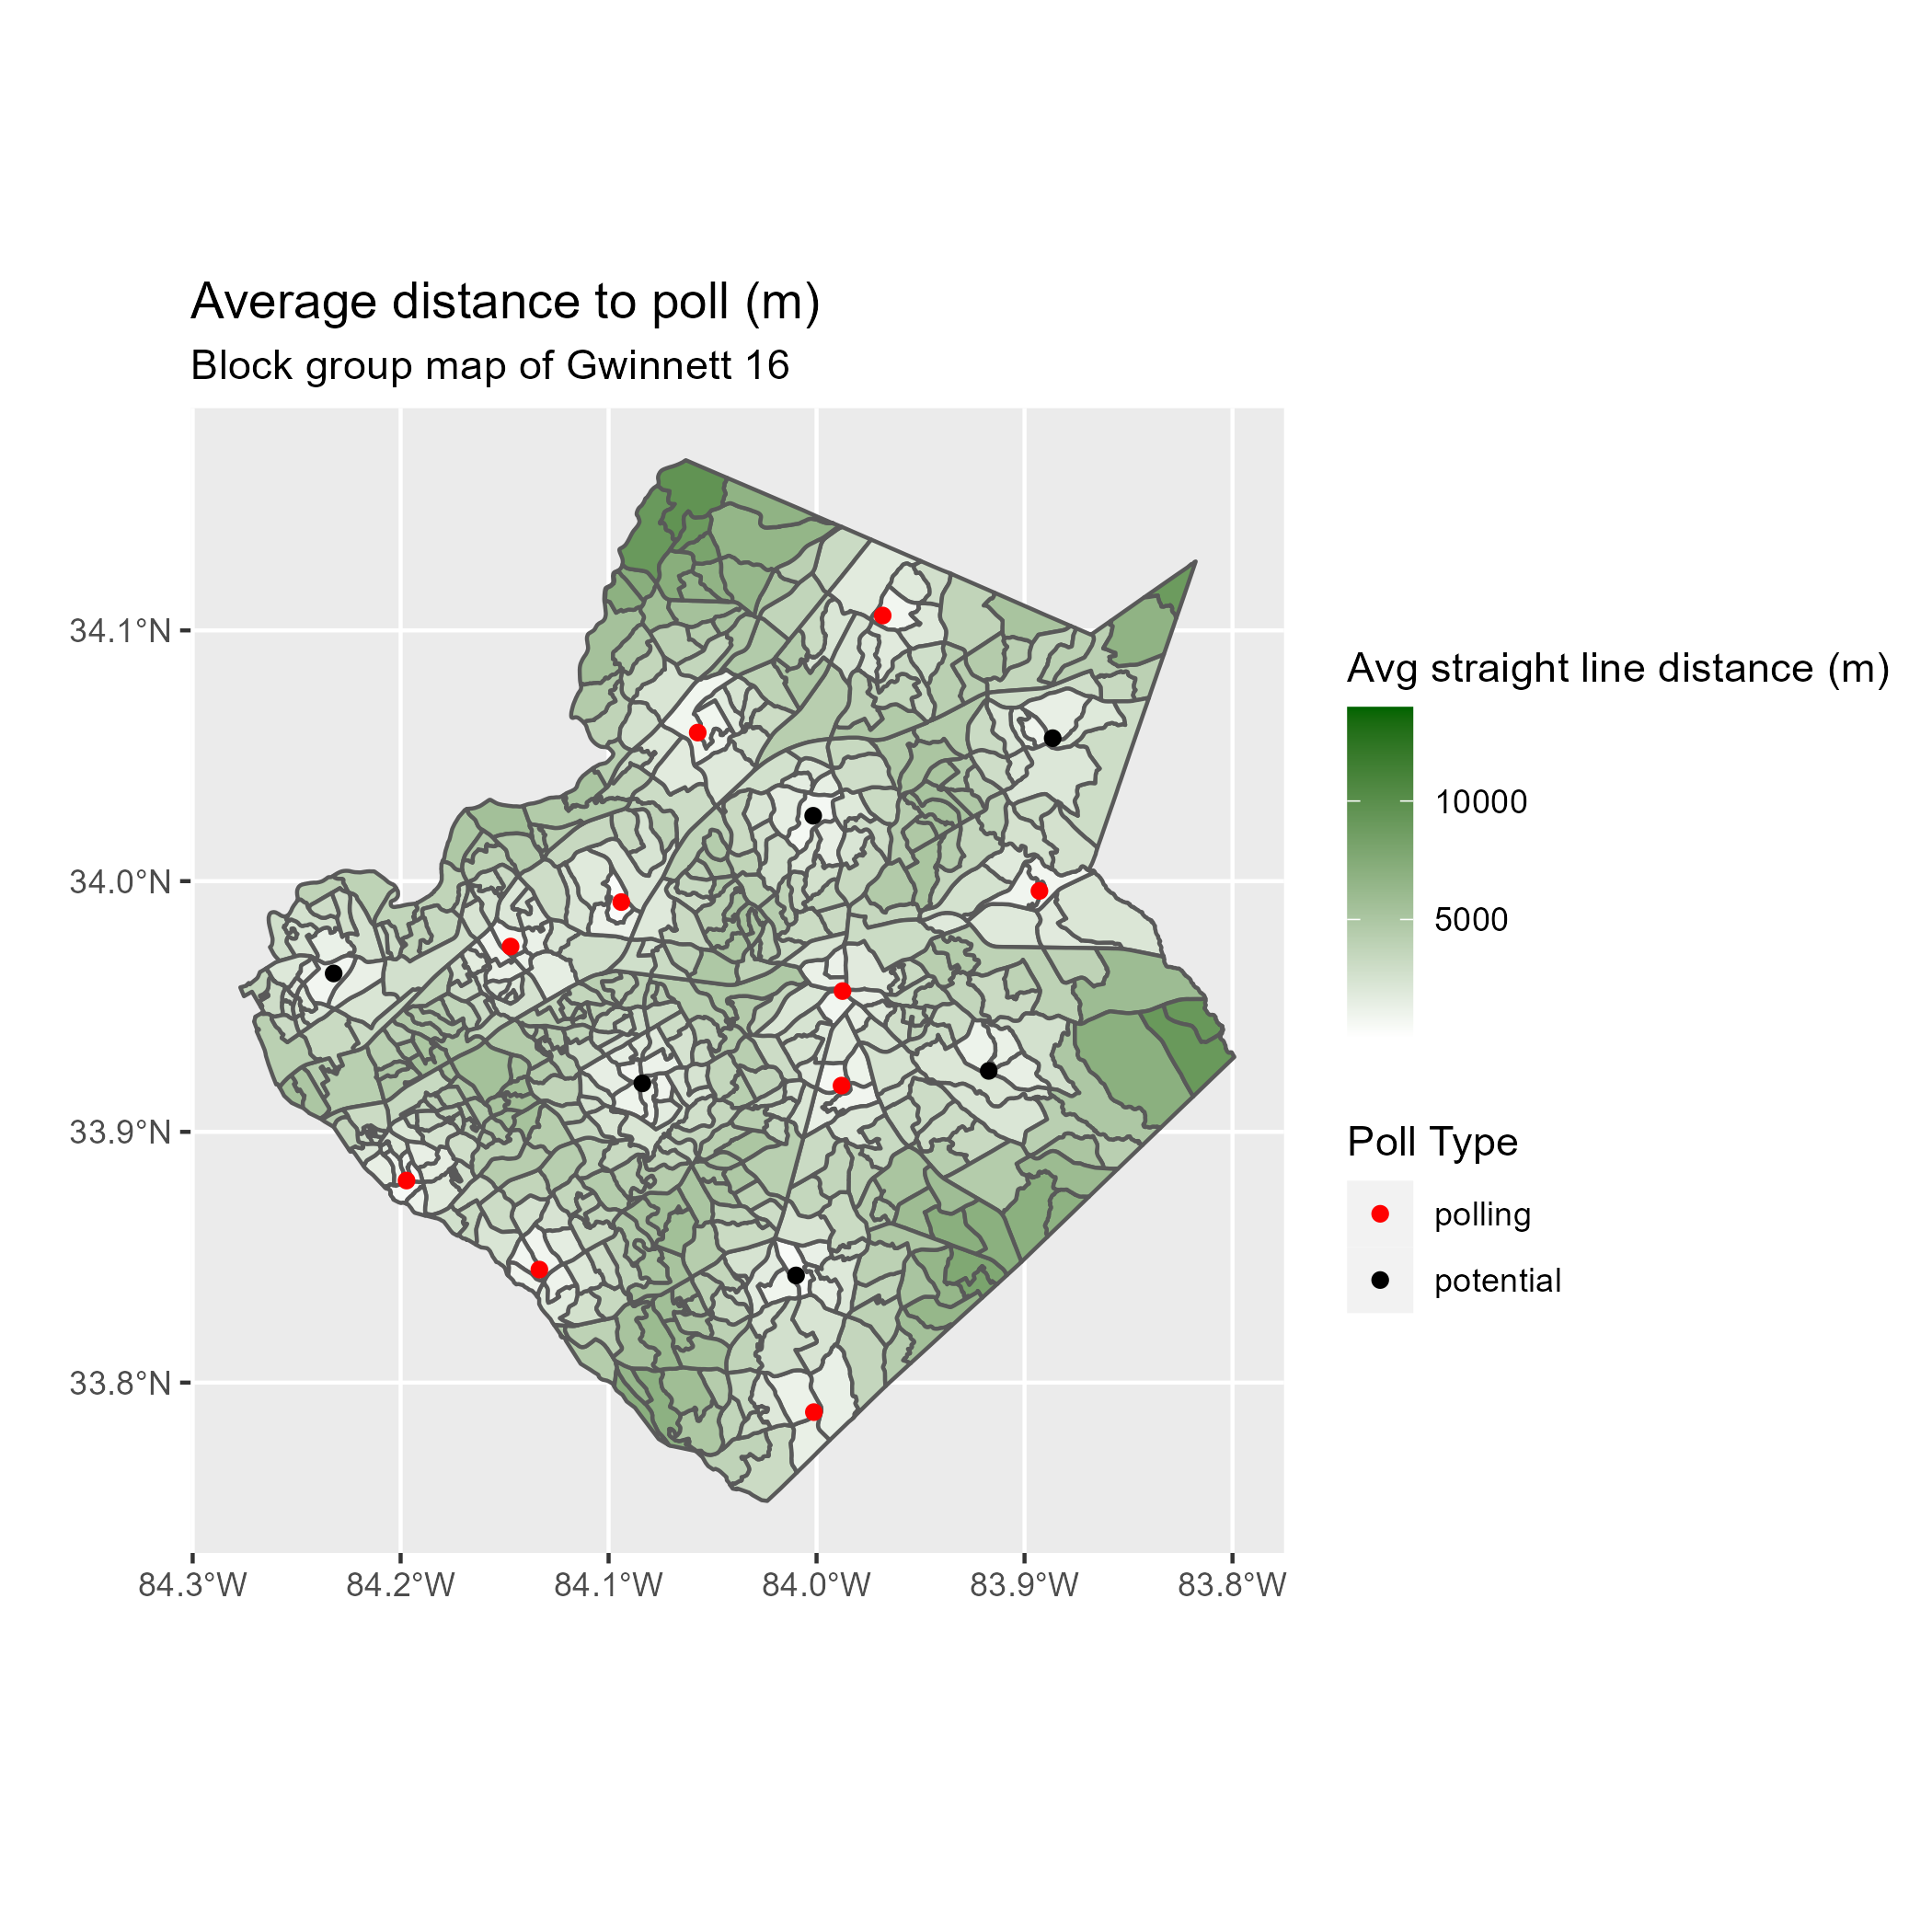 Average distance to poll (m)
Block group map of Gwinnett 16
34.1°N
34.0°N
33.9°N
33.8°N
84.3°W
84.2°W
84.1°W
84.0°W
83.9°W
83.8°W
Avg straight line distance (m)
10000
5000
Poll Type
polling
potential